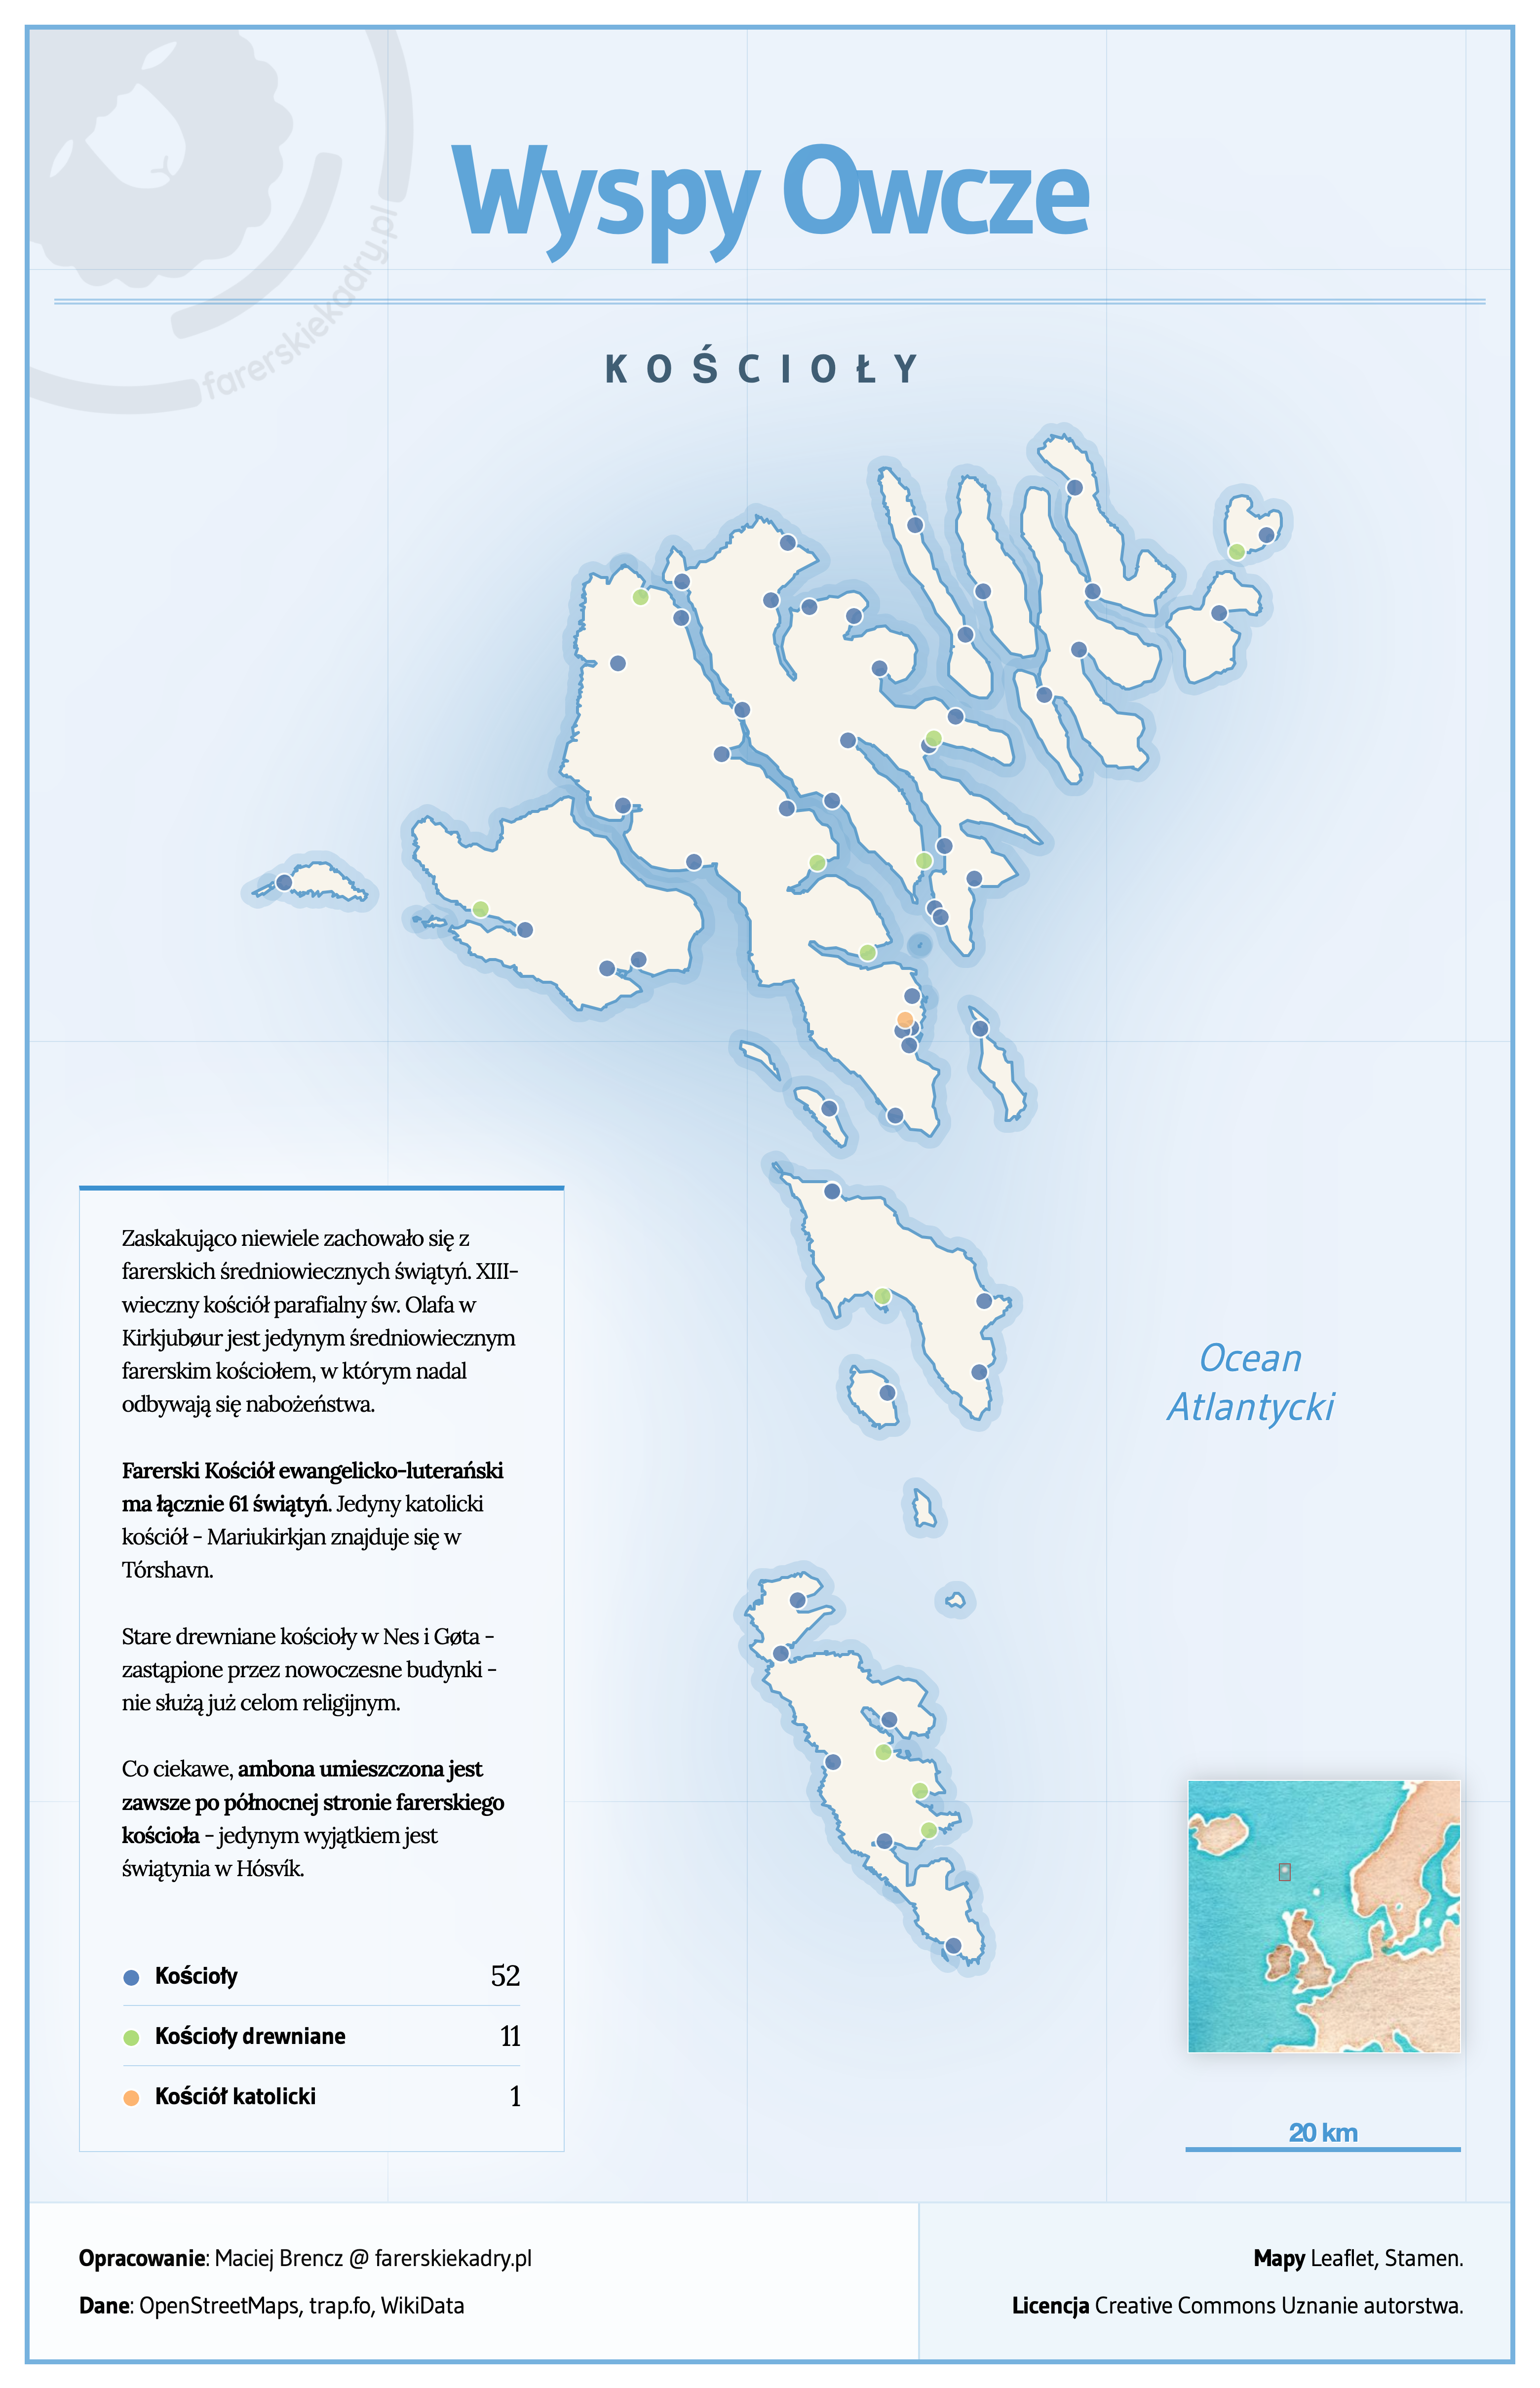 farerskiekadry.pl
Wyspy Owcze
KOŚCIOŁY
Ocean
Atlantycki
Zaskakująco niewiele zachowało się z
farerskich średniowiecznych świątyń. XIII-
wieczny kościół parafialny św. Olafa w
Kirkjubøur jest jedynym średniowiecznym
farerskim kościołem, w którym nadal
odbywają się nabożeństwa.
Farerski Kościół ewangelicko-luterański
ma łącznie 61 świątyń. Jedyny katolicki
kościół - Mariukirkjan znajduje się w
Tórshavn.
Stare drewniane kościoły w Nes i Gøta -
zastąpione przez nowoczesne budynki -
nie służą już celom religijnym.
Co ciekawe, ambona umieszczona jest
zawsze po północnej stronie farerskiego
kościoła - jedynym wyjątkiem jest
świątynia w Hósvík.
Kościoły 52
Kościoły drewniane 11
Kościół katolicki 1
20 km
Opracowanie: Maciej Brencz @ farerskiekadry.pl
Dane: OpenStreetMaps, trap.fo, WikiData
Mapy Leaflet, Stamen.
Licencja Creative Commons Uznanie autorstwa.